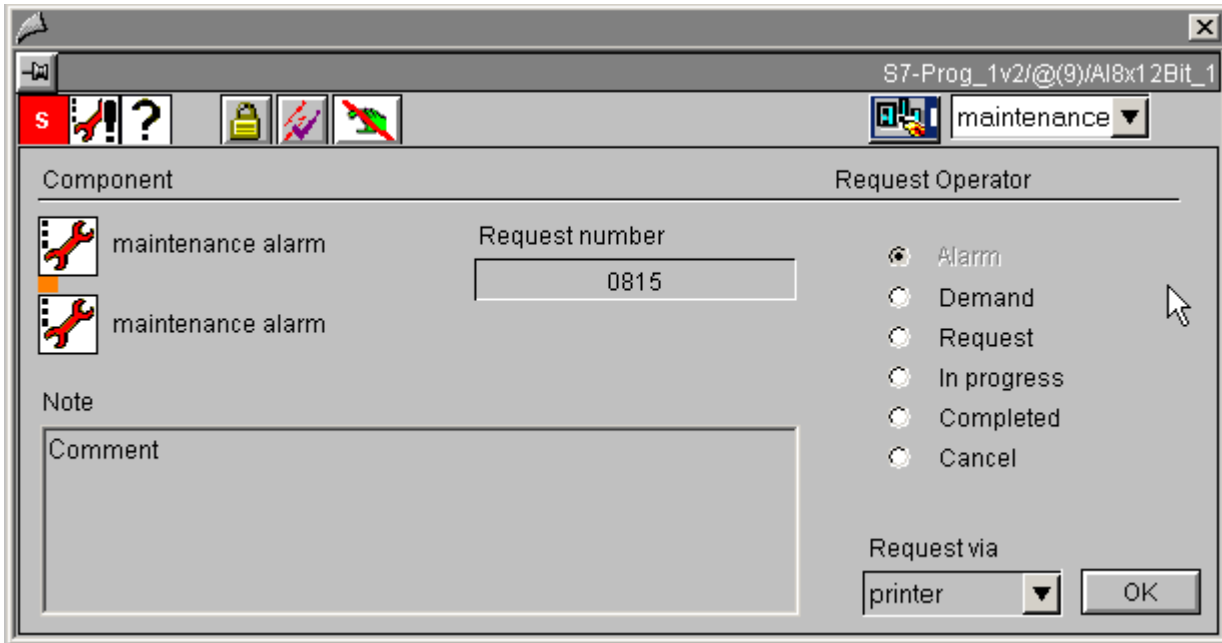 S7-Prog_1v2/@(9)/AI8x12Bit_1
S ! ? maintenance
Component Request Operator
maintenance alarm
Request number
0815
maintenance alarm
Alarm
Demand
Request
In progress
Completed
Cancel
Note
Comment
Request via
printer OK